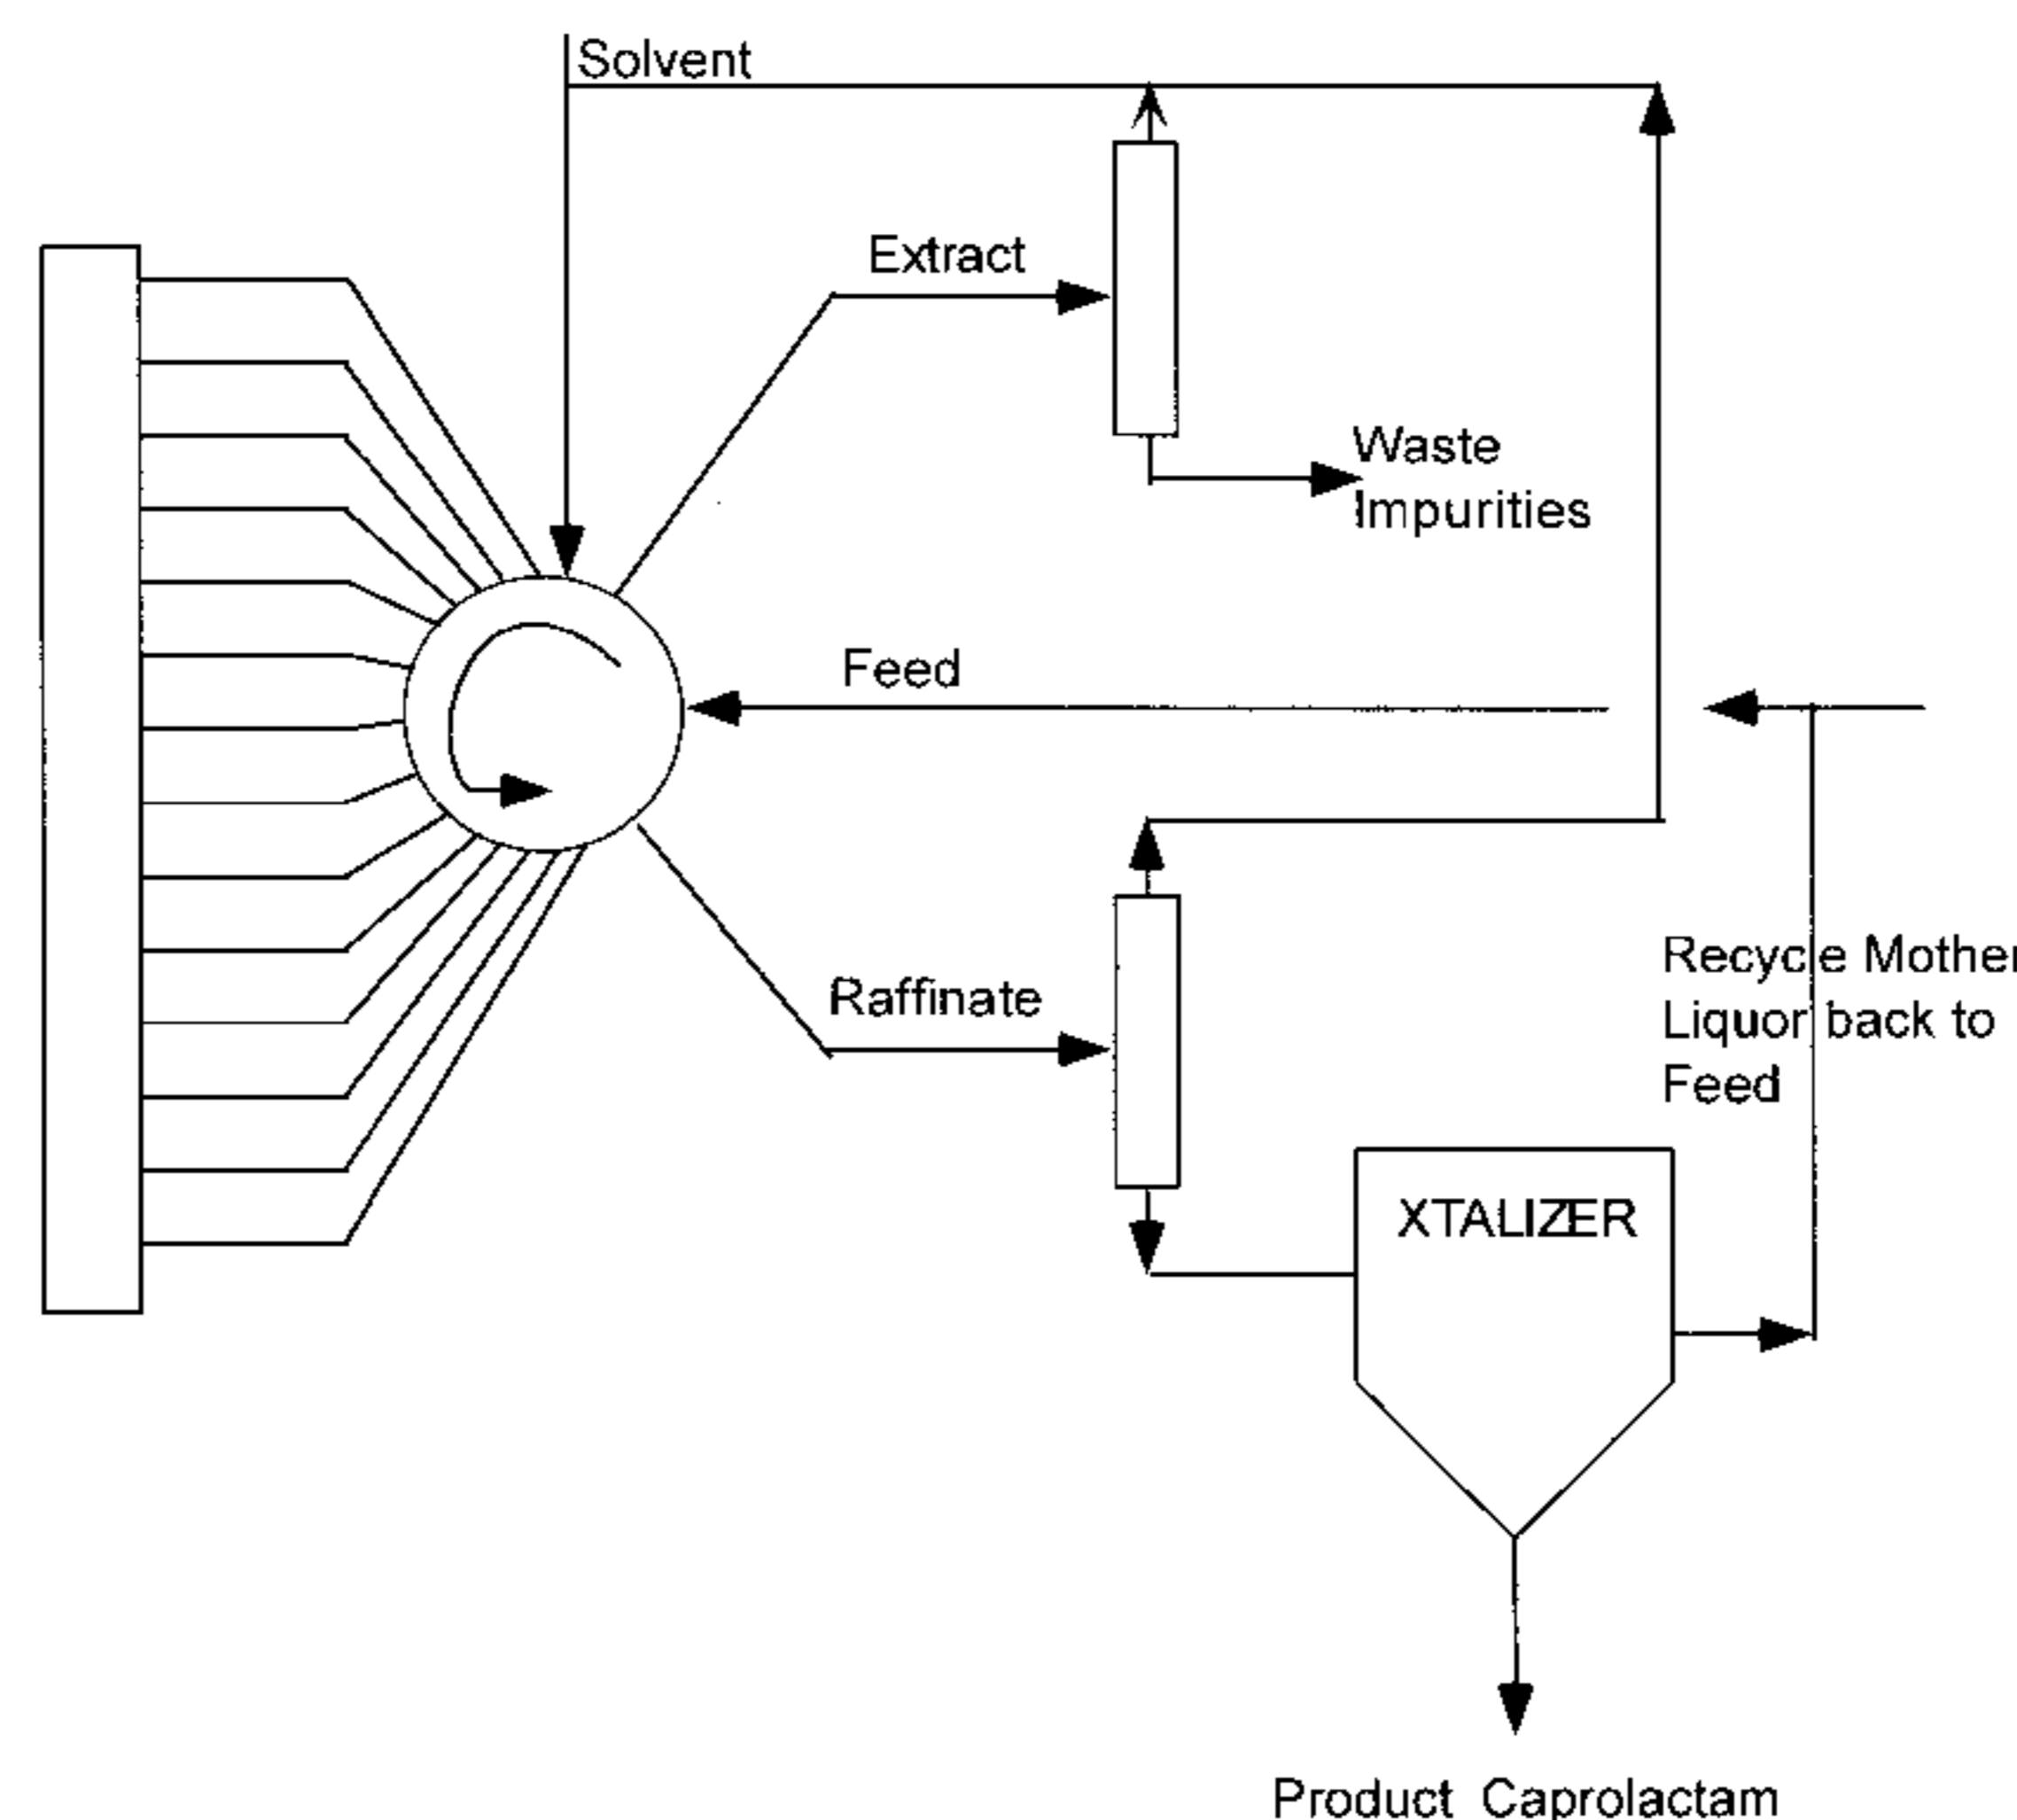 Solvent
Extract
Waste
Impurities
Feed
Raffinate
Recycle Mother
Liquor back to
Feed
XTALIZER
Product Caprolactam